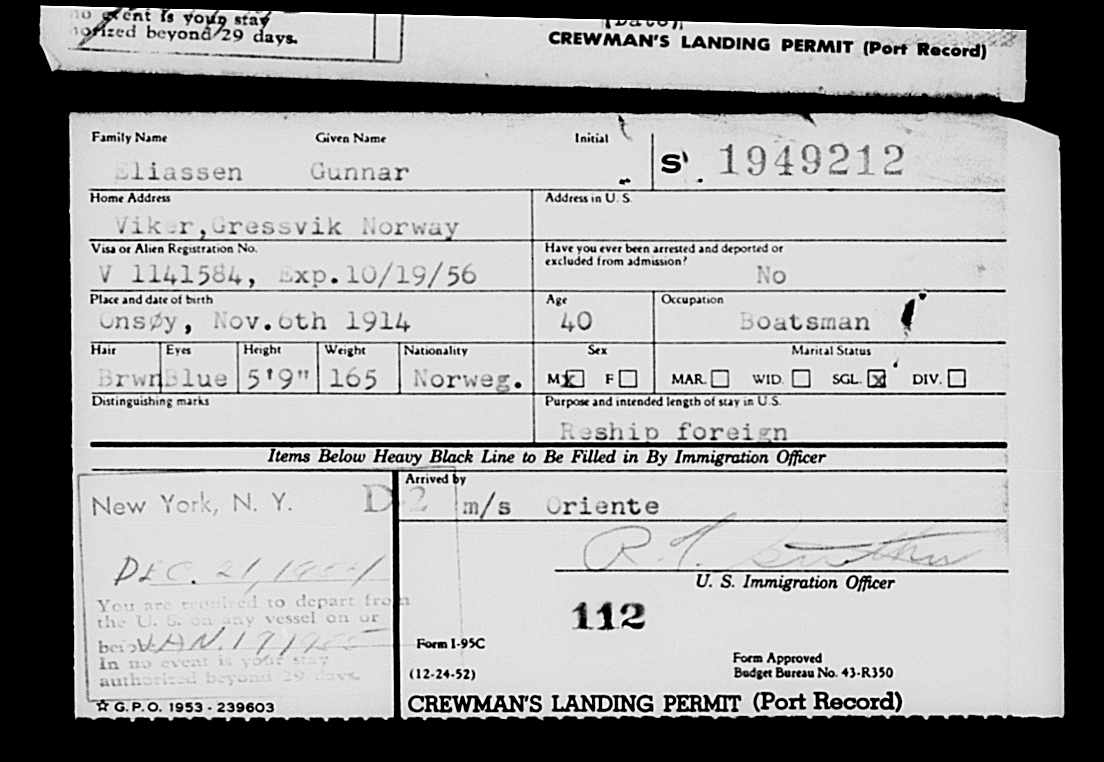 no event is your stay
authorized beyond 29 days.
(Date)
CREWMAN'S LANDING PERMIT (Port Record)
Family Name Given Name Initial
Eliassen Gunnar
S 1949212
Home Address Address in U. S.
Viker,Gressvik Norway
Visa or Alien Registration No. Have you ever been arrested and deported or
excluded from admission?
V 1141584, Exp.10/19/56 No
Place and date of birth Age Occupation
Onsøy, Nov.6th 1914 40 Boatsman
Hair Eyes Height Weight Nationality Sex Marital Status
Brwn Blue 5'9" 165 Norweg. M x F MAR. WID. SGL. x DIV.
Distinguishing marks Purpose and intended length of stay in U.S.
Reship foreign
Items Below Heavy Black Line to Be Filled in By Immigration Officer
Arrived by
New York, N. Y. D2 m/s Oriente
DEC. 21, 1954
U. S. Immigration Officer
You are required to depart from
the U. S. on any vessel on or
before JAN. 19 1955
In no event is your stay
authorized beyond 29 days.
112
Form I-95C
(12-24-52)
Form Approved
Budget Bureau No. 43-R350
☆ G.P.O. 1953 - 239603
CREWMAN'S LANDING PERMIT (Port Record)